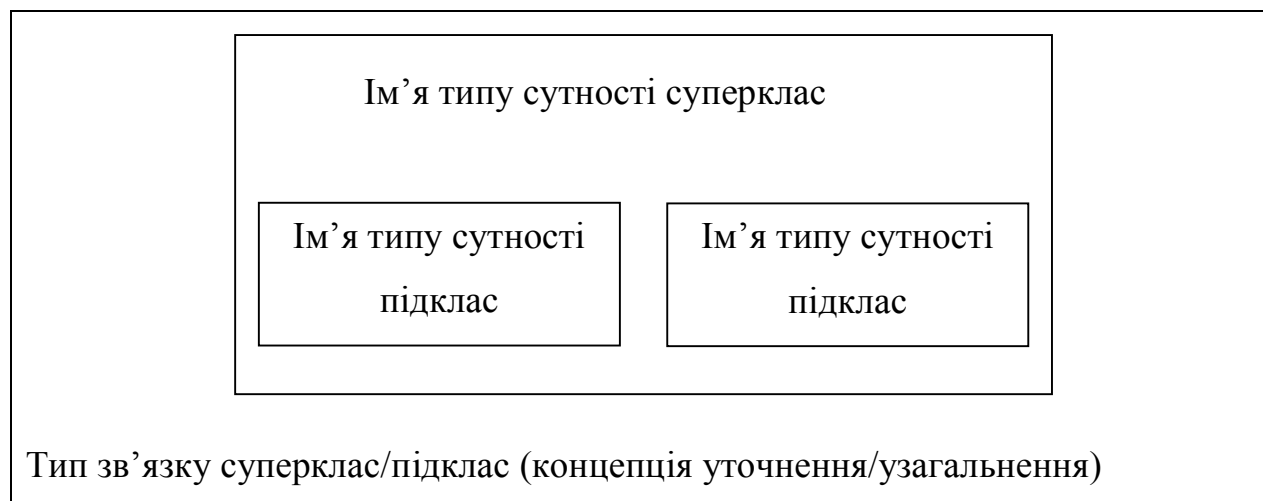 Ім’я типу сутності суперклас
Ім’я типу сутності
підклас
Ім’я типу сутності
підклас
Тип зв’язку суперклас/підклас (концепція уточнення/узагальнення)